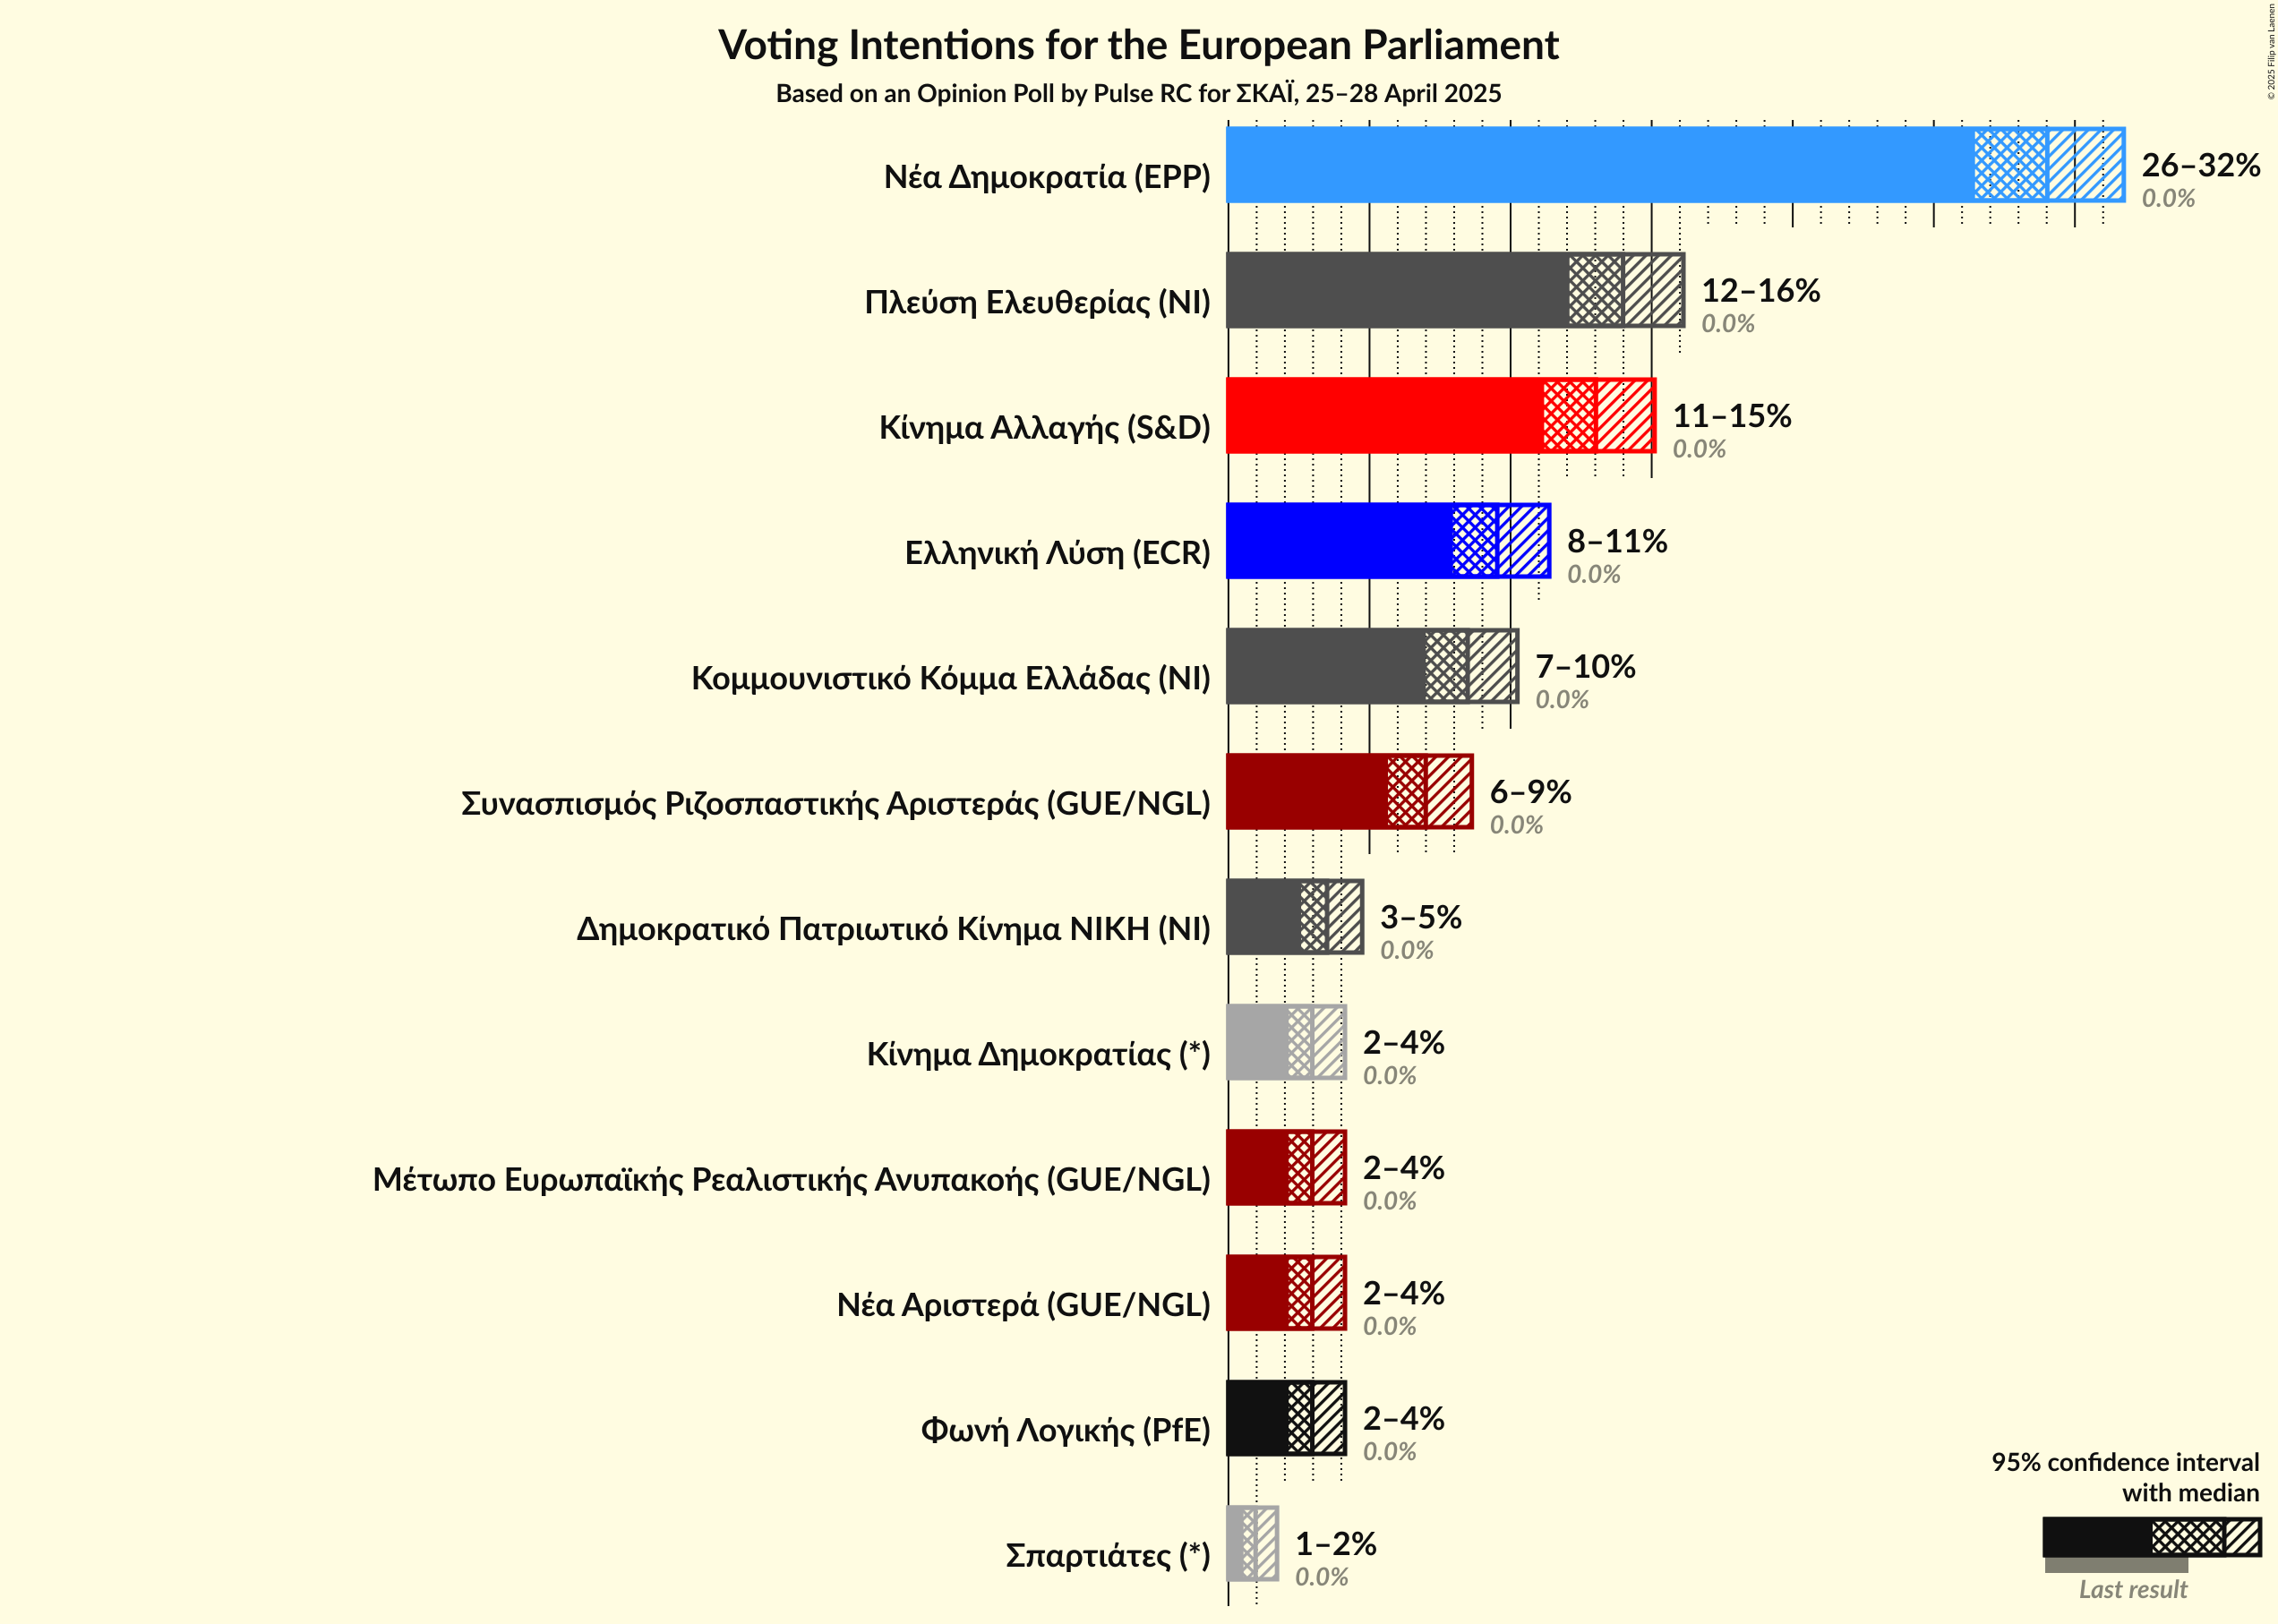 Voting Intentions for the European Parliament
Based on an Opinion Poll by Pulse RC for ΣΚΑΪ, 25–28 April 2025
© 2025 Filip van Laenen
Νέα Δημοκρατία (EPP)
26–32%
0.0%
Πλεύση Ελευθερίας (NI)
12–16%
0.0%
Κίνημα Αλλαγής (S&D)
11–15%
0.0%
Ελληνική Λύση (ECR)
8–11%
0.0%
Κομμουνιστικό Κόμμα Ελλάδας (NI)
7–10%
0.0%
Συνασπισμός Ριζοσπαστικής Αριστεράς (GUE/NGL)
6–9%
0.0%
Δημοκρατικό Πατριωτικό Κίνημα ΝΙΚΗ (NI)
3–5%
0.0%
Κίνημα Δημοκρατίας (*)
2–4%
0.0%
Μέτωπο Ευρωπαϊκής Ρεαλιστικής Ανυπακοής (GUE/NGL)
2–4%
0.0%
Νέα Αριστερά (GUE/NGL)
2–4%
0.0%
Φωνή Λογικής (PfE)
2–4%
0.0%
Σπαρτιάτες (*)
1–2%
0.0%
95% confidence interval
with median
Last result